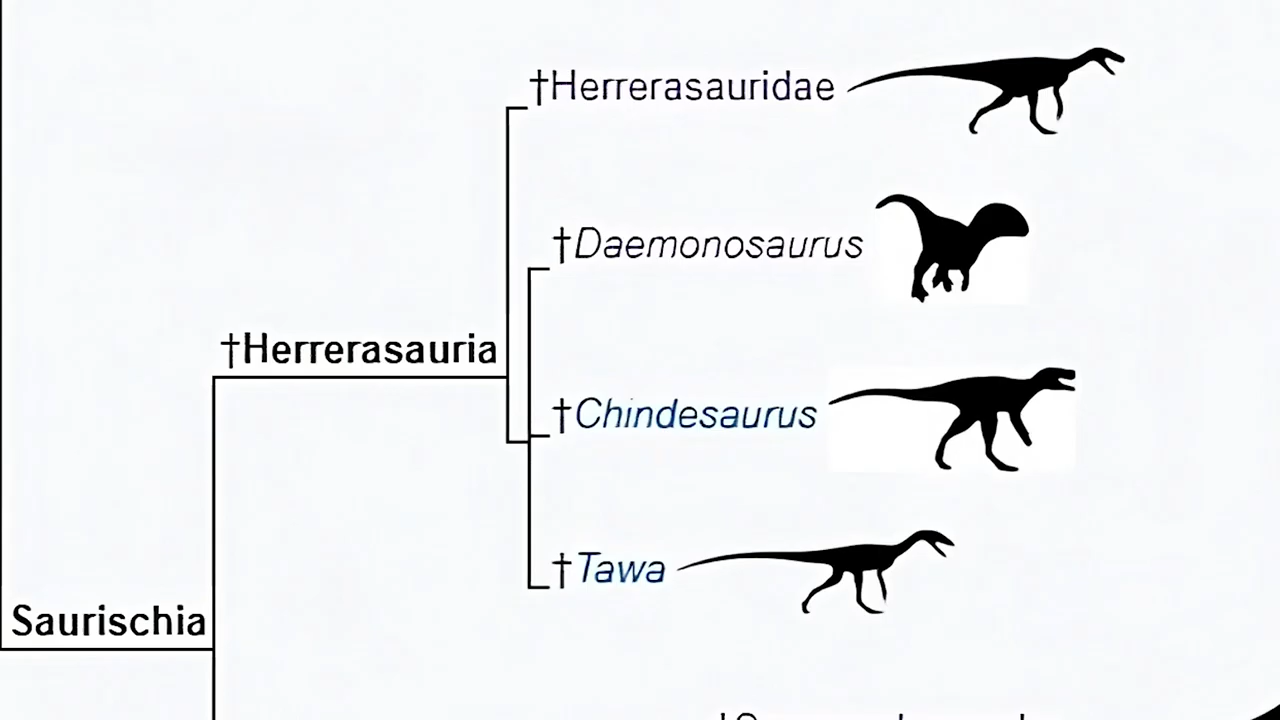 †Herrerasauridae
†Daemonosaurus
†Herrerasauria
†Chindesaurus
†Tawa
Saurischia